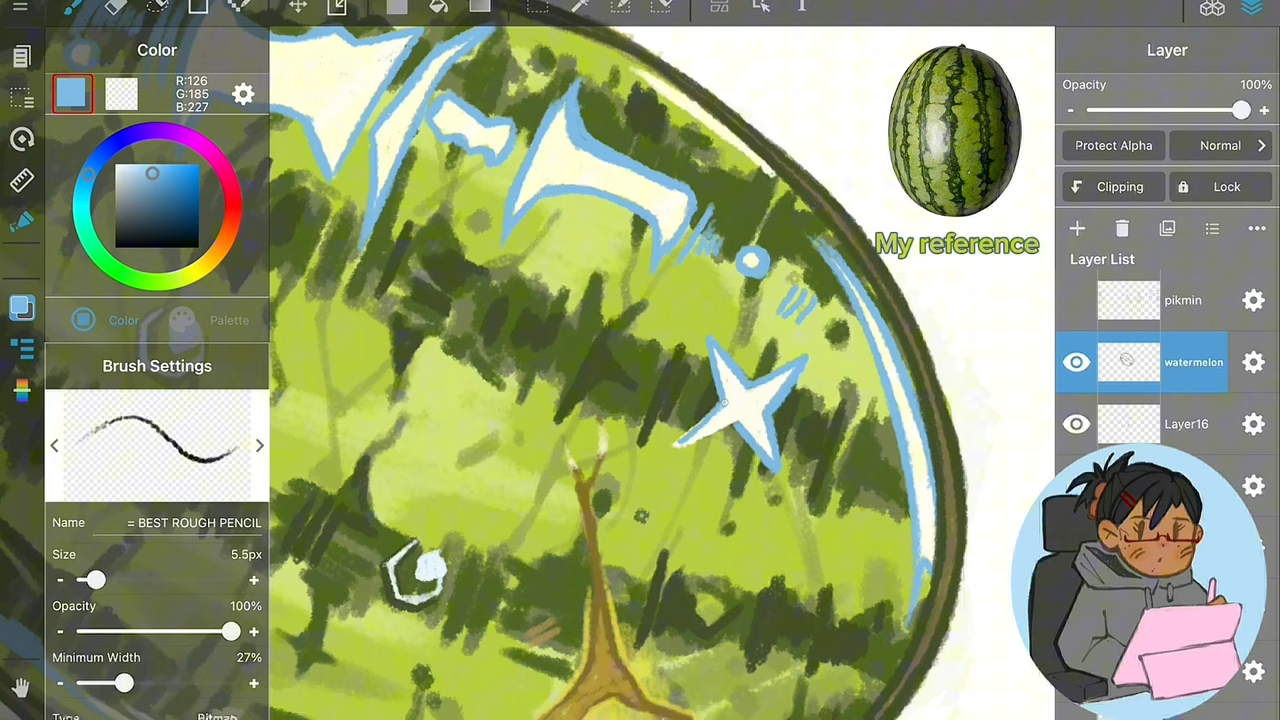 Color
R:126
G:185
B:227
Color
Palette
Brush Settings
Name
= BEST ROUGH PENCIL
Size
5.5px
-
+
Opacity
100%
-
+
Minimum Width
27%
-
+
Type
Bitmap
My reference
Layer
Opacity
100%
-
+
Protect Alpha
Normal
Clipping
Lock
Layer List
pikmin
watermelon
Layer16